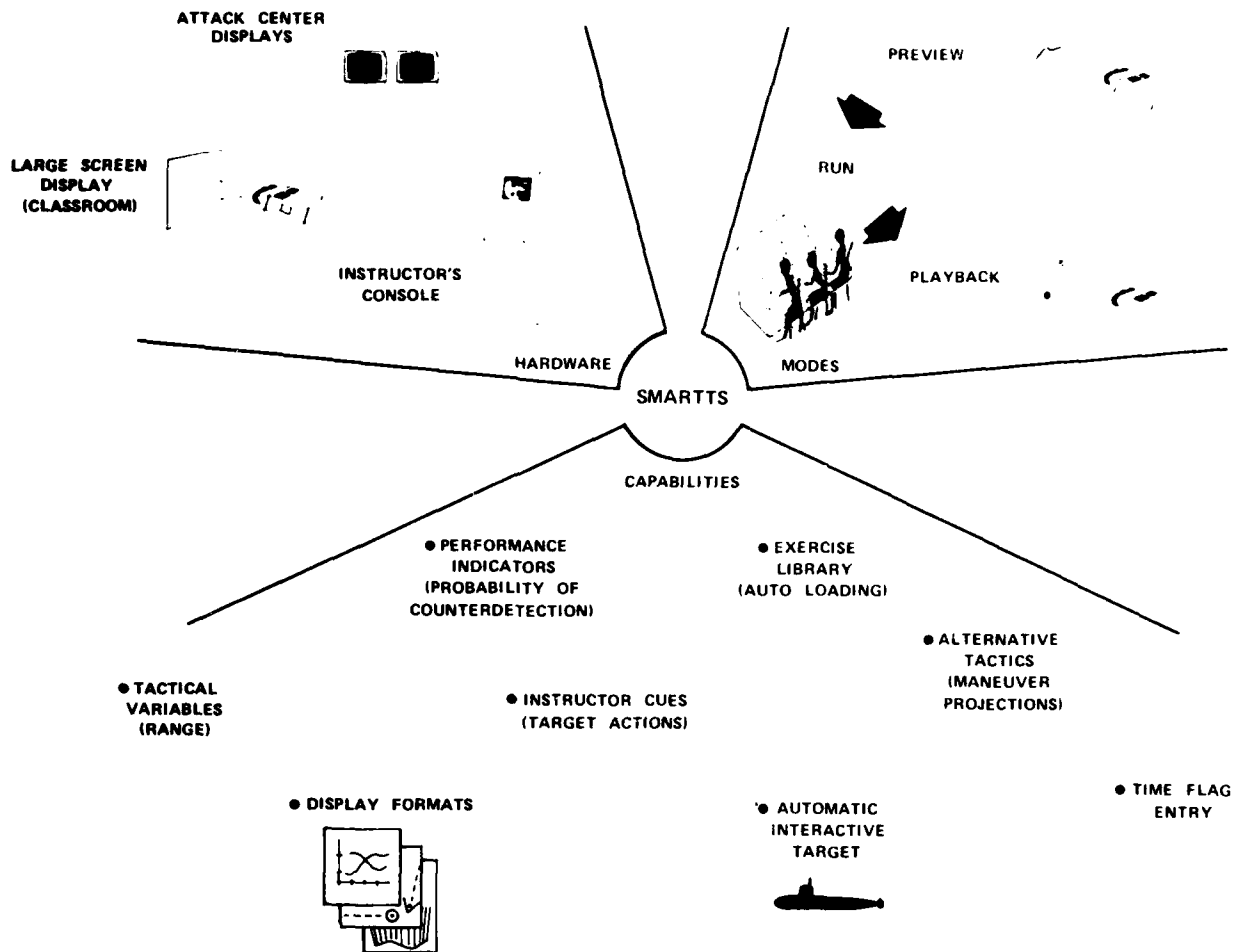 ATTACK CENTER
DISPLAYS
LARGE SCREEN
DISPLAY
(CLASSROOM)
INSTRUCTOR'S
CONSOLE
HARDWARE
PREVIEW
RUN
PLAYBACK
MODES
SMARTTS
CAPABILITIES
● PERFORMANCE
INDICATORS
(PROBABILITY OF
COUNTERDETECTION)
● EXERCISE
LIBRARY
(AUTO LOADING)
● ALTERNATIVE
TACTICS
(MANEUVER
PROJECTIONS)
● TACTICAL
VARIABLES
(RANGE)
● INSTRUCTOR CUES
(TARGET ACTIONS)
● DISPLAY FORMATS
● AUTOMATIC
INTERACTIVE
TARGET
● TIME FLAG
ENTRY